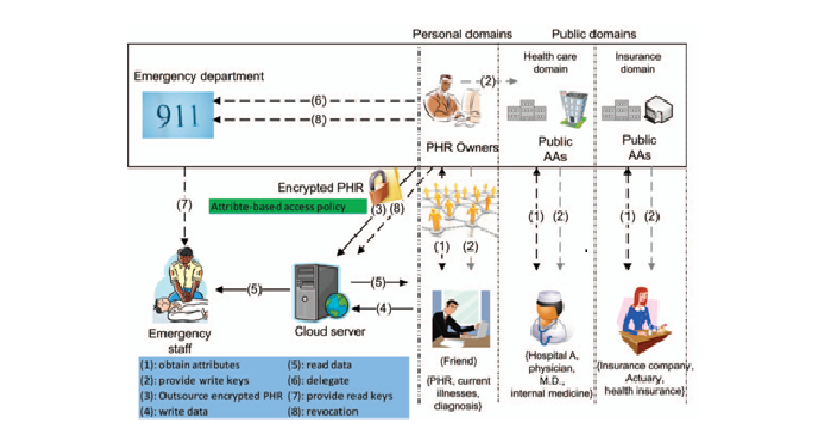 Personal domains
Public domains
Emergency department
911
(6)
(8)
(2)
PHR Owners
Health care
domain
Public
AAs
Insurance
domain
Public
AAs
(7)
Encrypted PHR
Attribte-based access policy
(3)
(8)
(1)
(2)
(1)
(2)
(1)
(2)
(5)
(5)
(4)
Emergency
staff
Cloud server
{Friend}
{PHR, current
illnesses,
diagnosis}
{Hospital A,
physician,
M.D.,
internal medicine}
{Insurance company,
Actuary,
health insurance}
(1): obtain attributes
(2): provide write keys
(3): Outsource encrypted PHR
(4): write data
(5): read data
(6): delegate
(7): provide read keys
(8): revocation